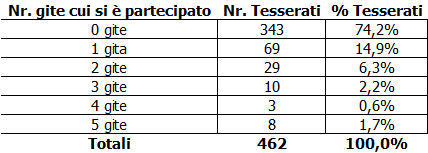 Nr. gite cui si è partecipato Nr. Tesserati % Tesserati
0 gite 343 74,2%
1 gita 69 14,9%
2 gite 29 6,3%
3 gite 10 2,2%
4 gite 3 0,6%
5 gite 8 1,7%
Totali 462 100,0%